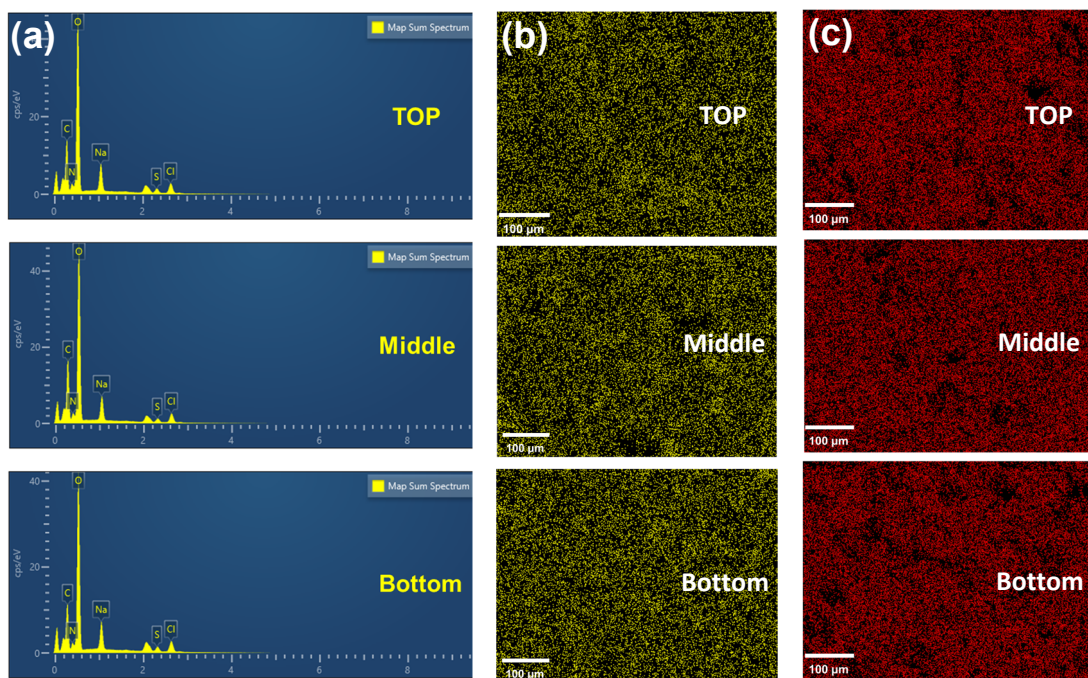 (a)
Map Sum Spectrum
TOP
cps/eV
20
0
O
C
N
Na
S
Cl
0 2 4 6 8
Map Sum Spectrum
Middle
cps/eV
40
20
0
O
C
N
Na
S
Cl
0 2 4 6 8
Map Sum Spectrum
Bottom
cps/eV
40
20
0
O
C
N
Na
S
Cl
0 2 4 6 8
(b)
TOP
100 µm
Middle
100 µm
Bottom
100 µm
(c)
TOP
100 µm
Middle
100 µm
Bottom
100 µm